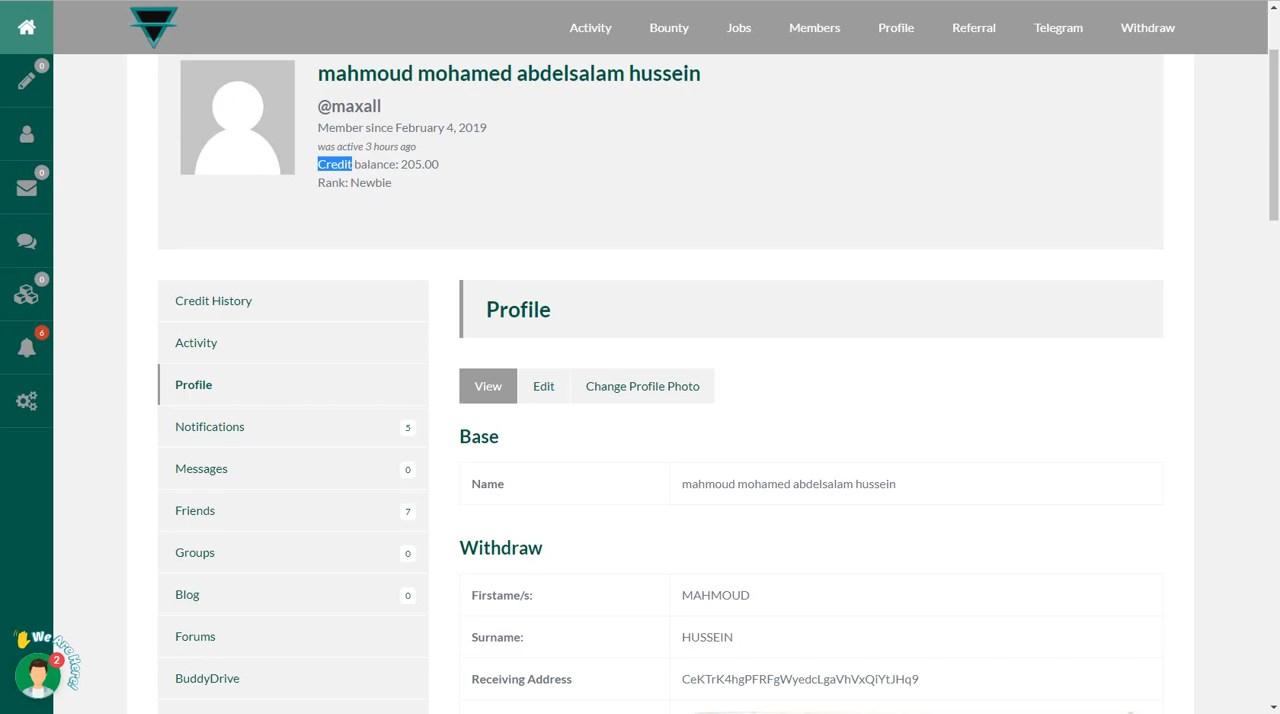 Activity Bounty Jobs Members Profile Referral Telegram Withdraw
0
0
0
6
mahmoud mohamed abdelsalam hussein
@maxall
Member since February 4, 2019
was active 3 hours ago
Credit balance: 205.00
Rank: Newbie
Credit History
Activity
Profile
Notifications 5
Messages 0
Friends 7
Groups 0
Blog 0
Forums
BuddyDrive
Profile
View Edit Change Profile Photo
Base
Name mahmoud mohamed abdelsalam hussein
Withdraw
Firstame/s: MAHMOUD
Surname: HUSSEIN
Receiving Address CeKTrK4hgPFRFgWyedcLgaVhVxQiYtJHq9
We Are Here!
2